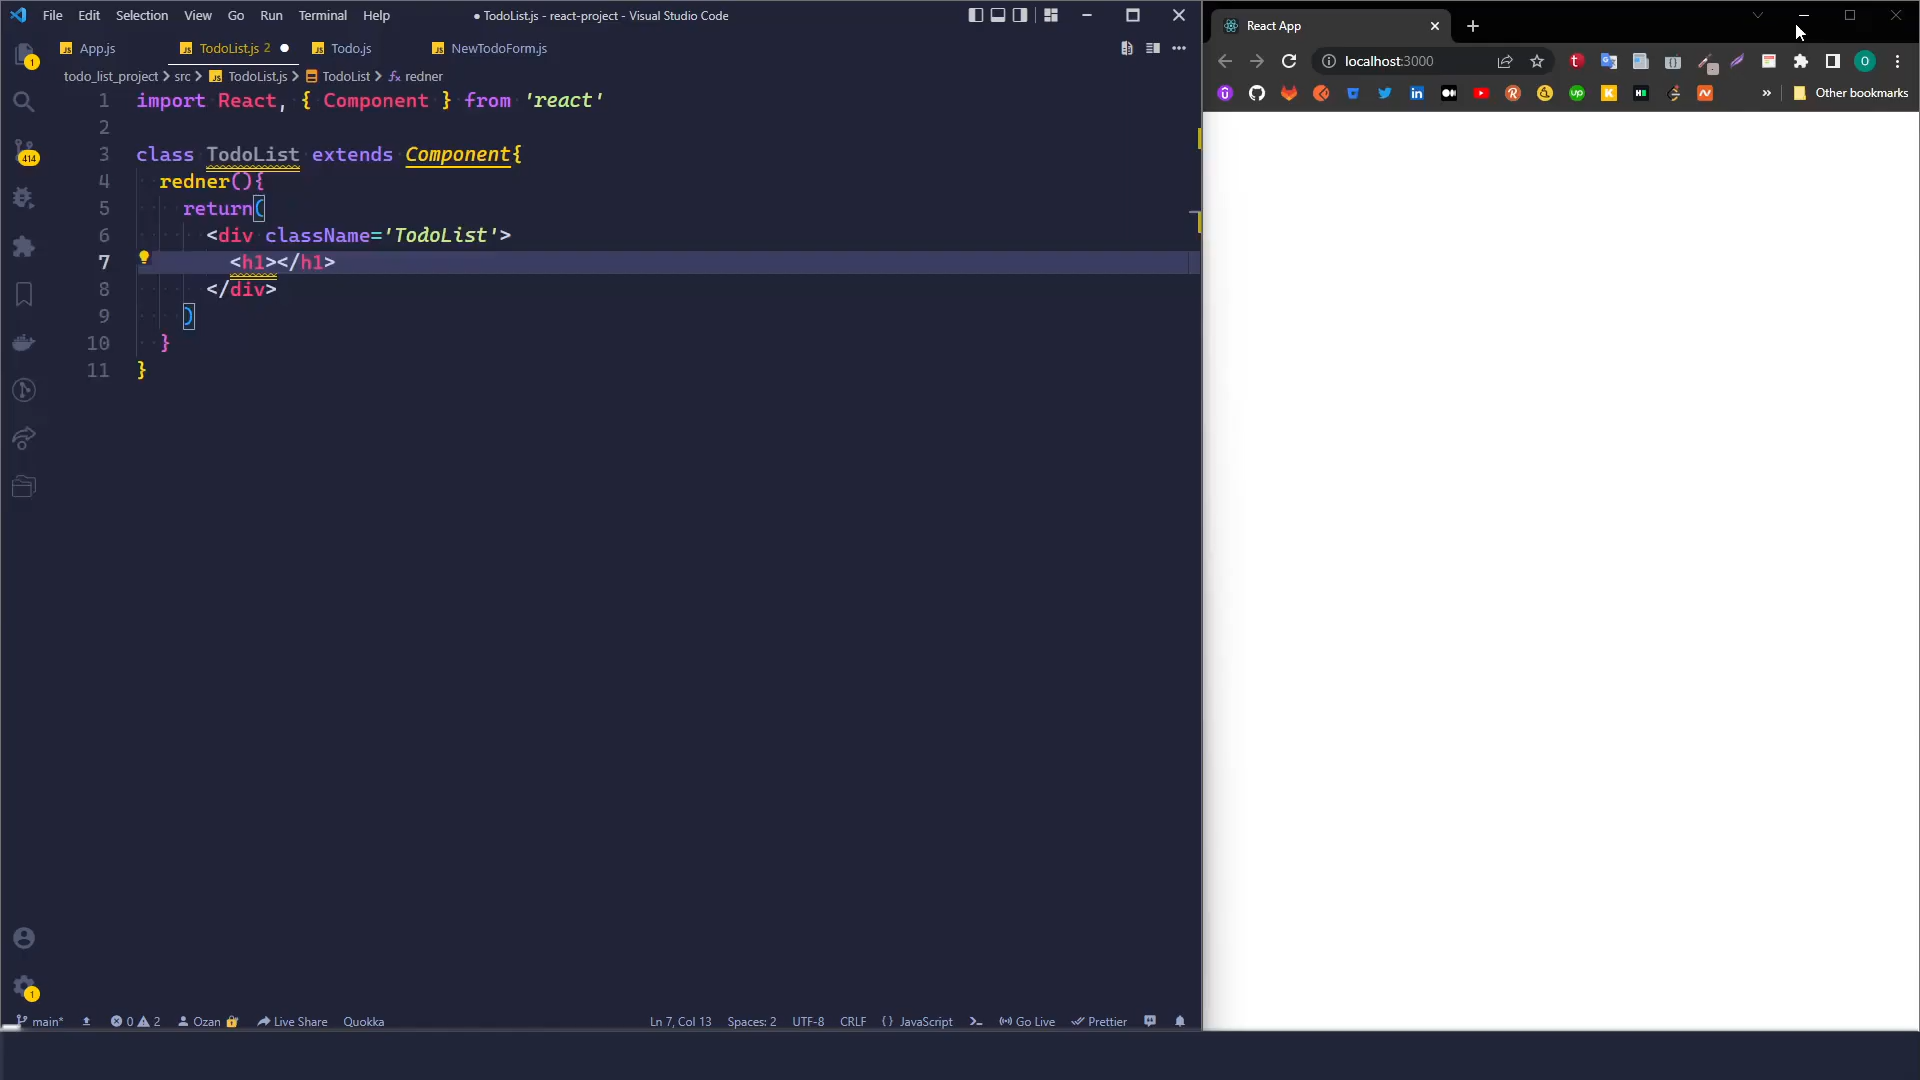 File Edit Selection View Go Run Terminal Help
● TodoList.js - react-project - Visual Studio Code
App.js
TodoList.js 2
Todo.js
NewTodoForm.js
todo_list_project > src > TodoList.js > TodoList > redner
1 import React, { Component } from 'react'
2
3 class TodoList extends Component{
4 redner(){
5 return(
6 <div className='TodoList'>
7 <h1></h1>
8 </div>
9 )
10 }
11 }
1
414
1
main*
0 2
Ozan
Live Share
Quokka
Ln 7, Col 13
Spaces: 2
UTF-8
CRLF
{ } JavaScript
Go Live
Prettier
React App
localhost:3000
O
Other bookmarks